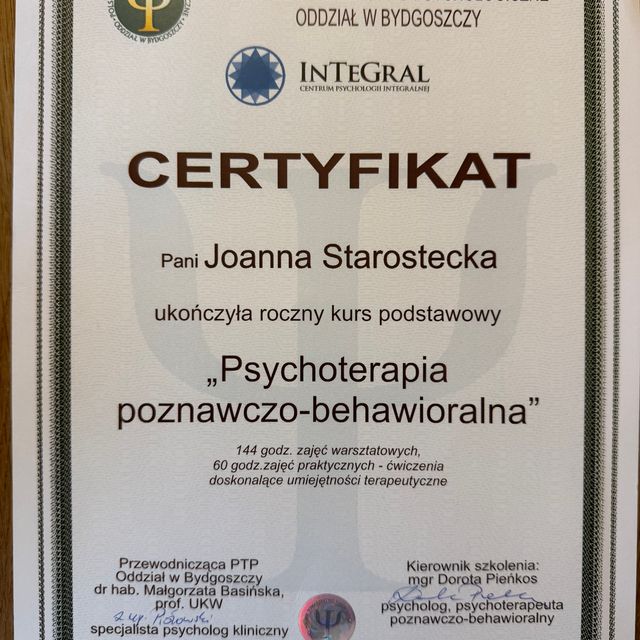 ODDZIAŁ W BYDGOSZCZY
ODDZIAŁ W BYDGOSZCZY
INTEGRAL
CENTRUM PSYCHOLOGII INTEGRALNEJ
CERTYFIKAT
Pani Joanna Starostecka
ukończyła roczny kurs podstawowy
„Psychoterapia
poznawczo-behawioralna”
144 godz. zajęć warsztatowych,
60 godz.zajęć praktycznych - ćwiczenia
doskonalące umiejętności terapeutyczne
Przewodnicząca PTP
Oddział w Bydgoszczy
dr hab. Małgorzata Basińska,
prof. UKW
specjalista psycholog kliniczny
Kierownik szkolenia:
mgr Dorota Pieńkos
psycholog, psychoterapeuta
poznawczo-behawioralny